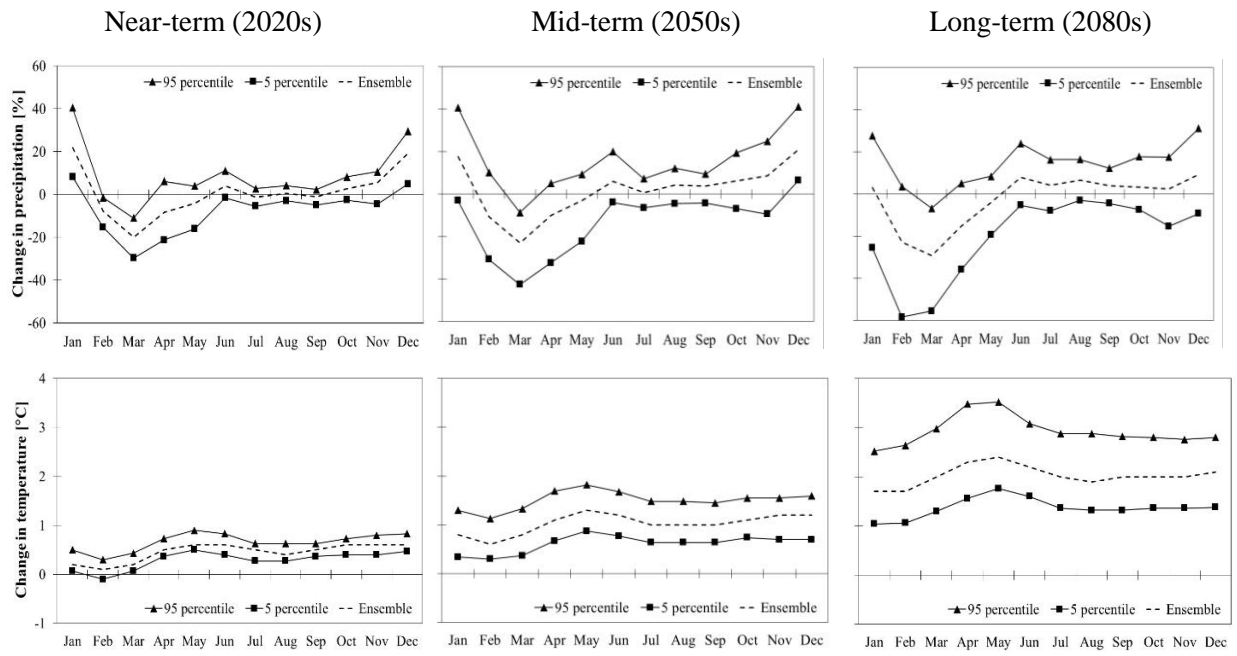 Near-term (2020s) Mid-term (2050s) Long-term (2080s)
Change in precipitation [%]
60
40
20
0
-20
-40
-60
95 percentile 5 percentile Ensemble
Jan Feb Mar Apr May Jun Jul Aug Sep Oct Nov Dec
95 percentile 5 percentile Ensemble
Jan Feb Mar Apr May Jun Jul Aug Sep Oct Nov Dec
95 percentile 5 percentile Ensemble
Jan Feb Mar Apr May Jun Jul Aug Sep Oct Nov Dec
Change in temperature [°C]
4
3
2
1
0
-1
95 percentile 5 percentile Ensemble
Jan Feb Mar Apr May Jun Jul Aug Sep Oct Nov Dec
95 percentile 5 percentile Ensemble
Jan Feb Mar Apr May Jun Jul Aug Sep Oct Nov Dec
95 percentile 5 percentile Ensemble
Jan Feb Mar Apr May Jun Jul Aug Sep Oct Nov Dec